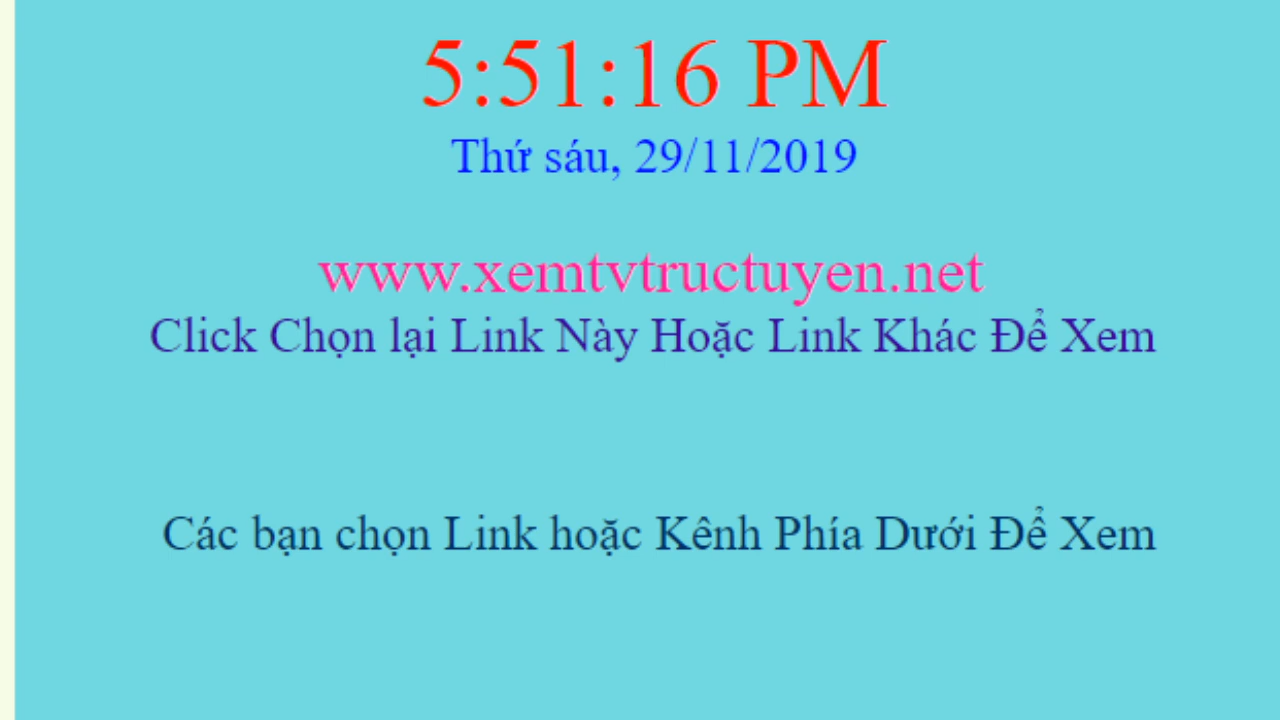 5:51:16 PM
Thứ sáu, 29/11/2019
www.xemtvtructuyen.net
Click Chọn lại Link Này Hoặc Link Khác Để Xem
Các bạn chọn Link hoặc Kênh Phía Dưới Để Xem